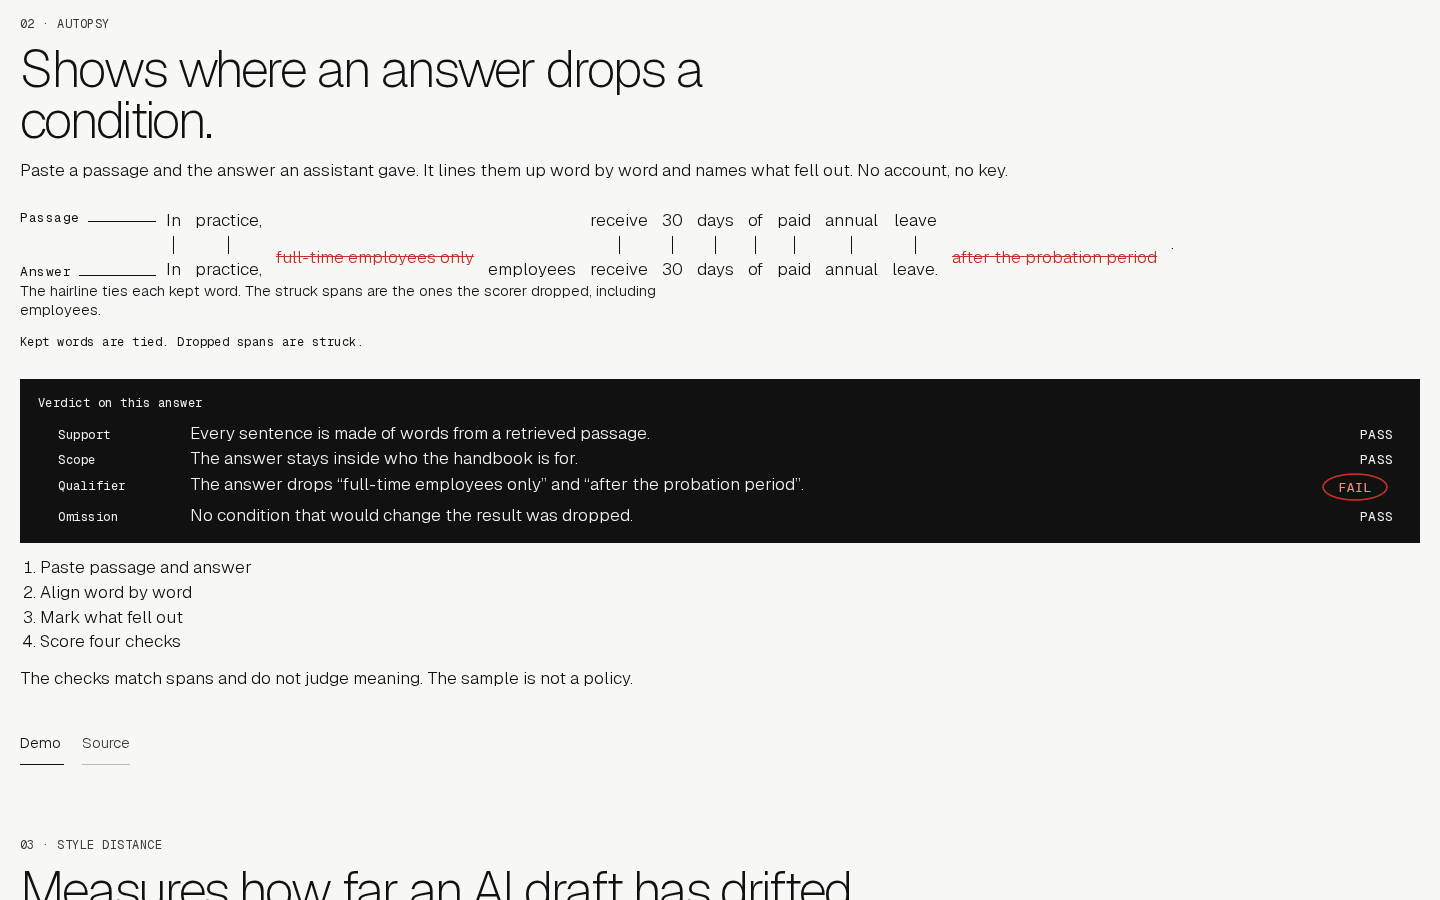 02 · AUTOPSY
Shows where an answer drops a
condition.
Paste a passage and the answer an assistant gave. It lines them up word by word and names what fell out. No account, no key.
Passage In practice, receive 30 days of paid annual leave
full-time employees only after the probation period .
Answer In practice, employees receive 30 days of paid annual leave.
The hairline ties each kept word. The struck spans are the ones the scorer dropped, including
employees.
Kept words are tied. Dropped spans are struck.
Verdict on this answer
Support Every sentence is made of words from a retrieved passage. PASS
Scope The answer stays inside who the handbook is for. PASS
Qualifier The answer drops “full-time employees only” and “after the probation period”. FAIL
Omission No condition that would change the result was dropped. PASS
1. Paste passage and answer
2. Align word by word
3. Mark what fell out
4. Score four checks
The checks match spans and do not judge meaning. The sample is not a policy.
Demo Source
03 · STYLE DISTANCE
Measures how far an AI draft has drifted